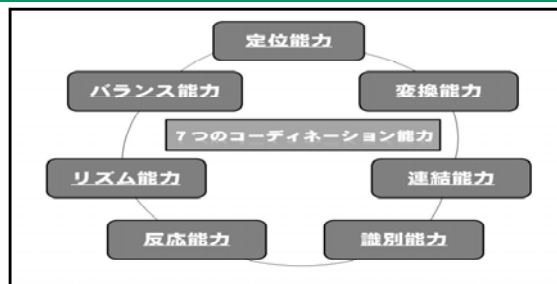 定位能力
バランス能力
変換能力
7つのコーディネーション能力
リズム能力
連結能力
反応能力
識別能力